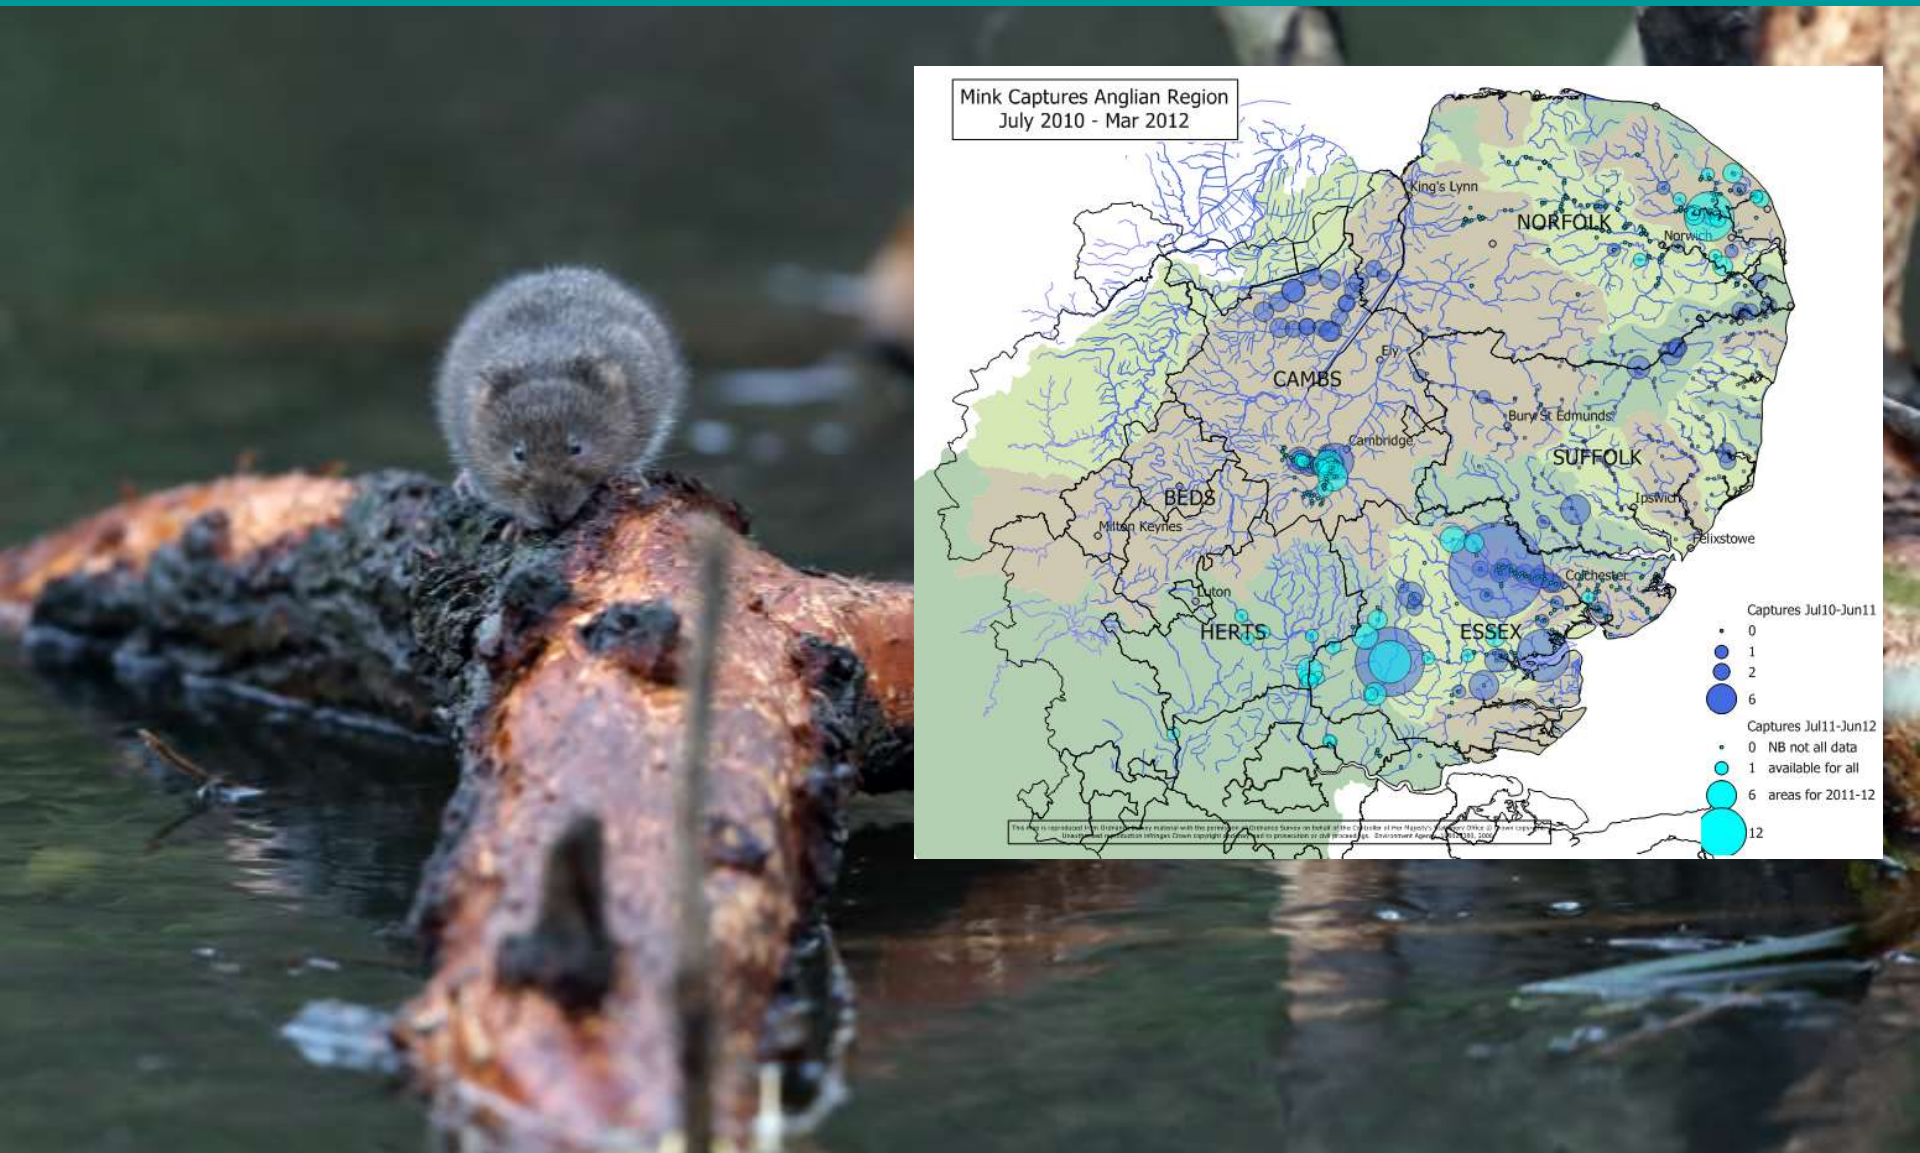 Mink Captures Anglian Region
July 2010 - Mar 2012
King's Lynn
NORFOLK
Norwich
Ely
CAMBS
Bury St Edmunds
Cambridge
SUFFOLK
BEDS
Ipswich
Milton Keynes
Felixstowe
Colchester
Luton
HERTS
ESSEX
Captures Jul10-Jun11
0
1
2
6
Captures Jul11-Jun12
0 NB not all data
1 available for all
6 areas for 2011-12
12